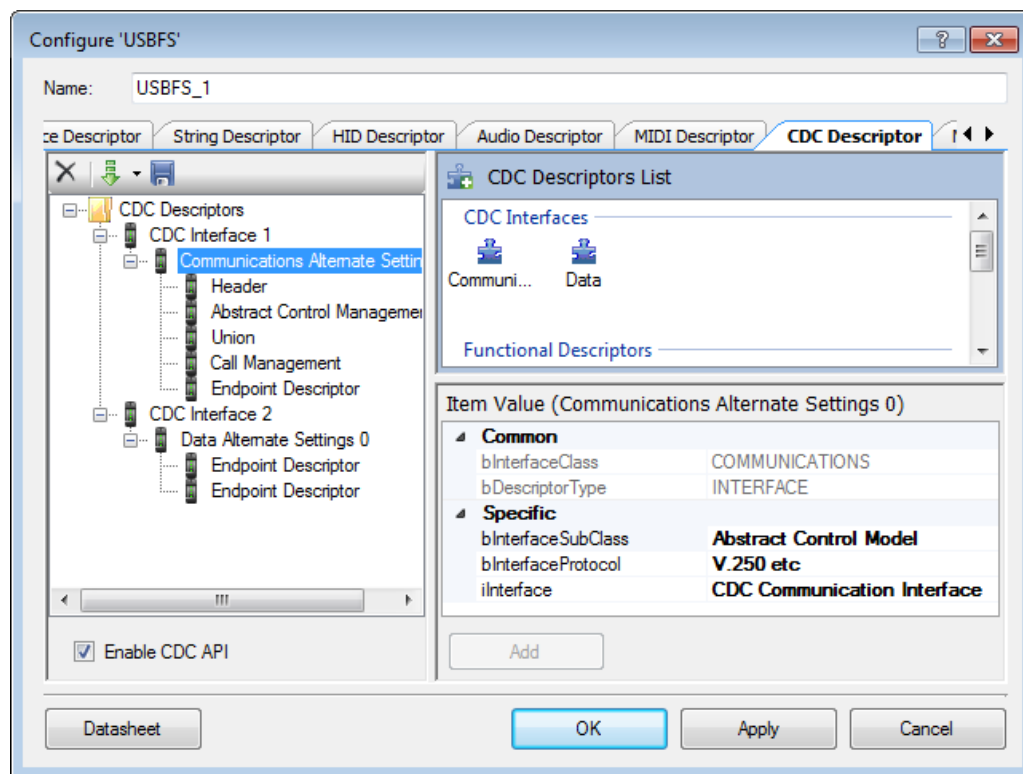 Configure 'USBFS'
Name: USBFS_1
ce Descriptor String Descriptor HID Descriptor Audio Descriptor MIDI Descriptor CDC Descriptor
CDC Descriptors
CDC Interface 1
Communications Alternate Settin
Header
Abstract Control Managemen
Union
Call Management
Endpoint Descriptor
CDC Interface 2
Data Alternate Settings 0
Endpoint Descriptor
Endpoint Descriptor
Enable CDC API
CDC Descriptors List
CDC Interfaces
Communi... Data
Functional Descriptors
Item Value (Communications Alternate Settings 0)
Common
bInterfaceClass COMMUNICATIONS
bDescriptorType INTERFACE
Specific
bInterfaceSubClass Abstract Control Model
bInterfaceProtocol V.250 etc
iInterface CDC Communication Interface
Add
Datasheet OK Apply Cancel